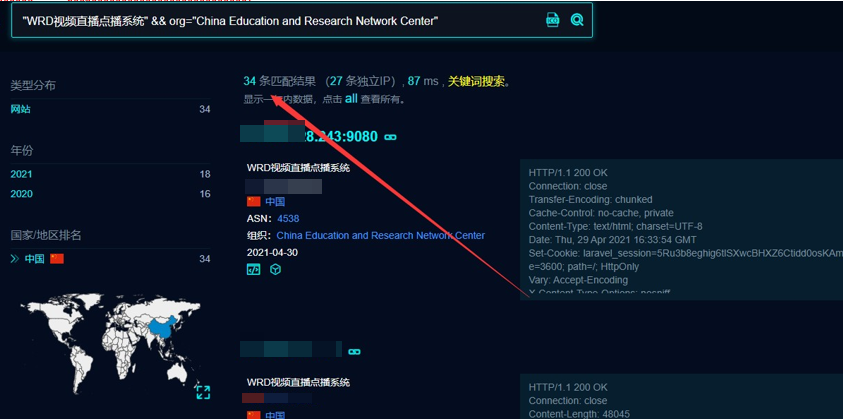 "WRD视频直播点播系统" && org="China Education and Research Network Center"
类型分布
网站 34
年份
2021 18
2020 16
国家/地区排名
中国 34
34 条匹配结果 （27 条独立IP），87 ms，关键词搜索。
显示一年内数据，点击 all 查看所有。
8.243:9080
WRD视频直播点播系统
中国
ASN: 4538
组织: China Education and Research Network Center
2021-04-30
HTTP/1.1 200 OK
Connection: close
Transfer-Encoding: chunked
Cache-Control: no-cache, private
Content-Type: text/html; charset=UTF-8
Date: Thu, 29 Apr 2021 16:33:54 GMT
Set-Cookie: laravel_session=5Ru3b8eghig6tISXwcBHXZ6Ctidd0osKAm
e=3600; path=/; HttpOnly
Vary: Accept-Encoding
X-Content-Type-Options: nosniff
WRD视频直播点播系统
中国
HTTP/1.1 200 OK
Connection: close
Content-Length: 48045